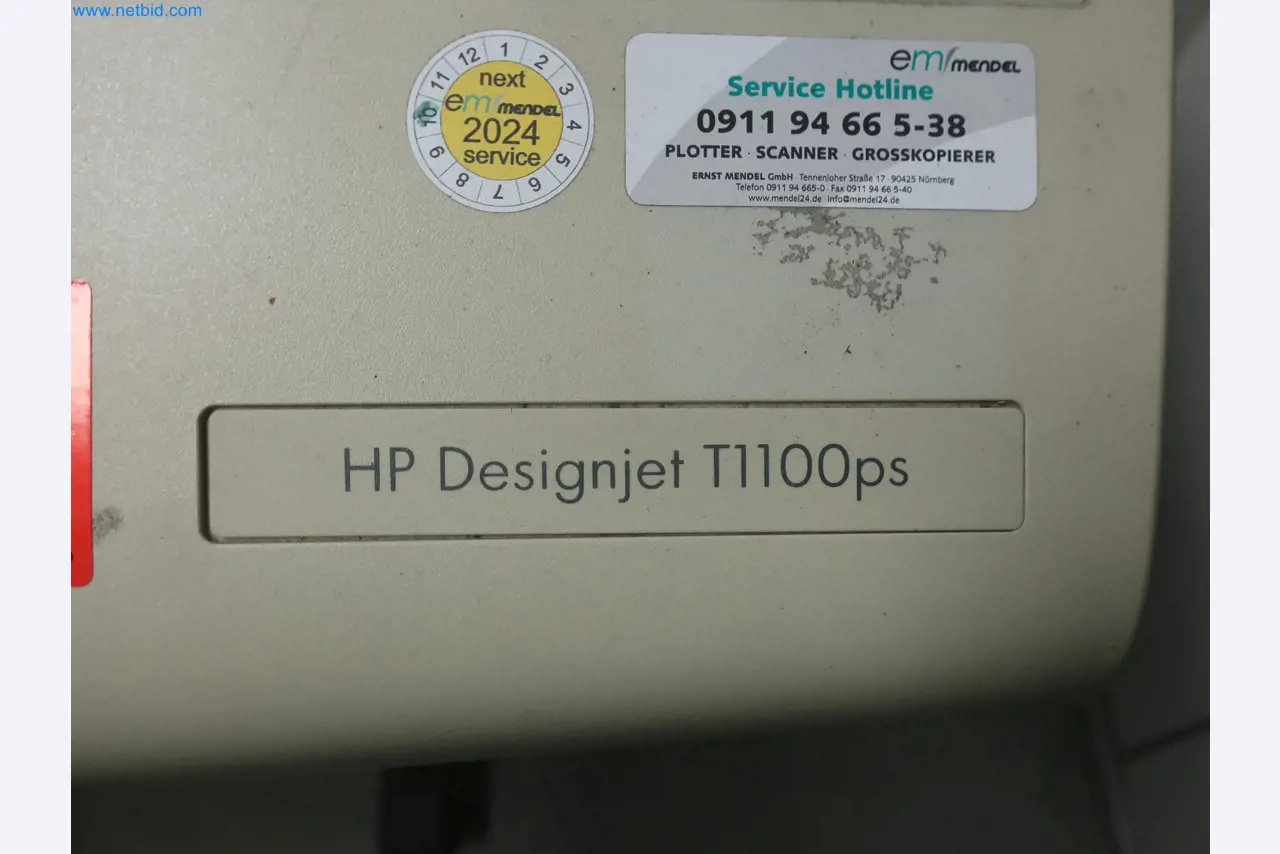 www.netbid.com
1 2 3 4 5 6 7 8 9 10 11 12
next
em mendel
2024
service
em mendel
Service Hotline
0911 94 66 5-38
PLOTTER · SCANNER · GROSSKOPIERER
ERNST MENDEL GmbH · Tennenloher Straße 17 · 90425 Nürnberg
Telefon 0911 94 665-0 · Fax 0911 94 66 5-40
www.mendel24.de · info@mendel24.de
HP Designjet T1100ps